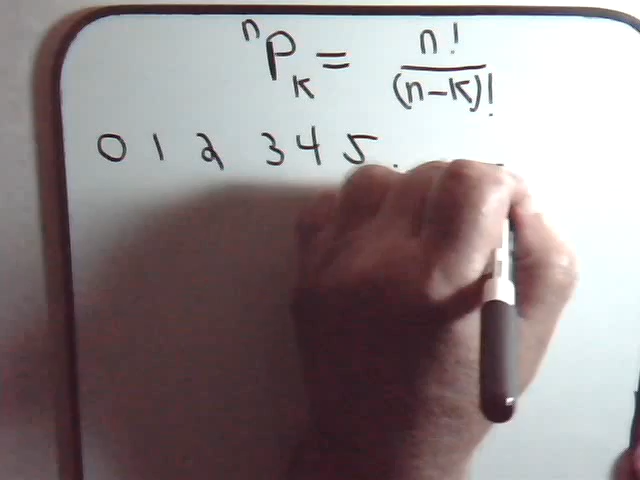 ⁿPₖ = n! / (n-k)!
0 1 2 3 4 5 .